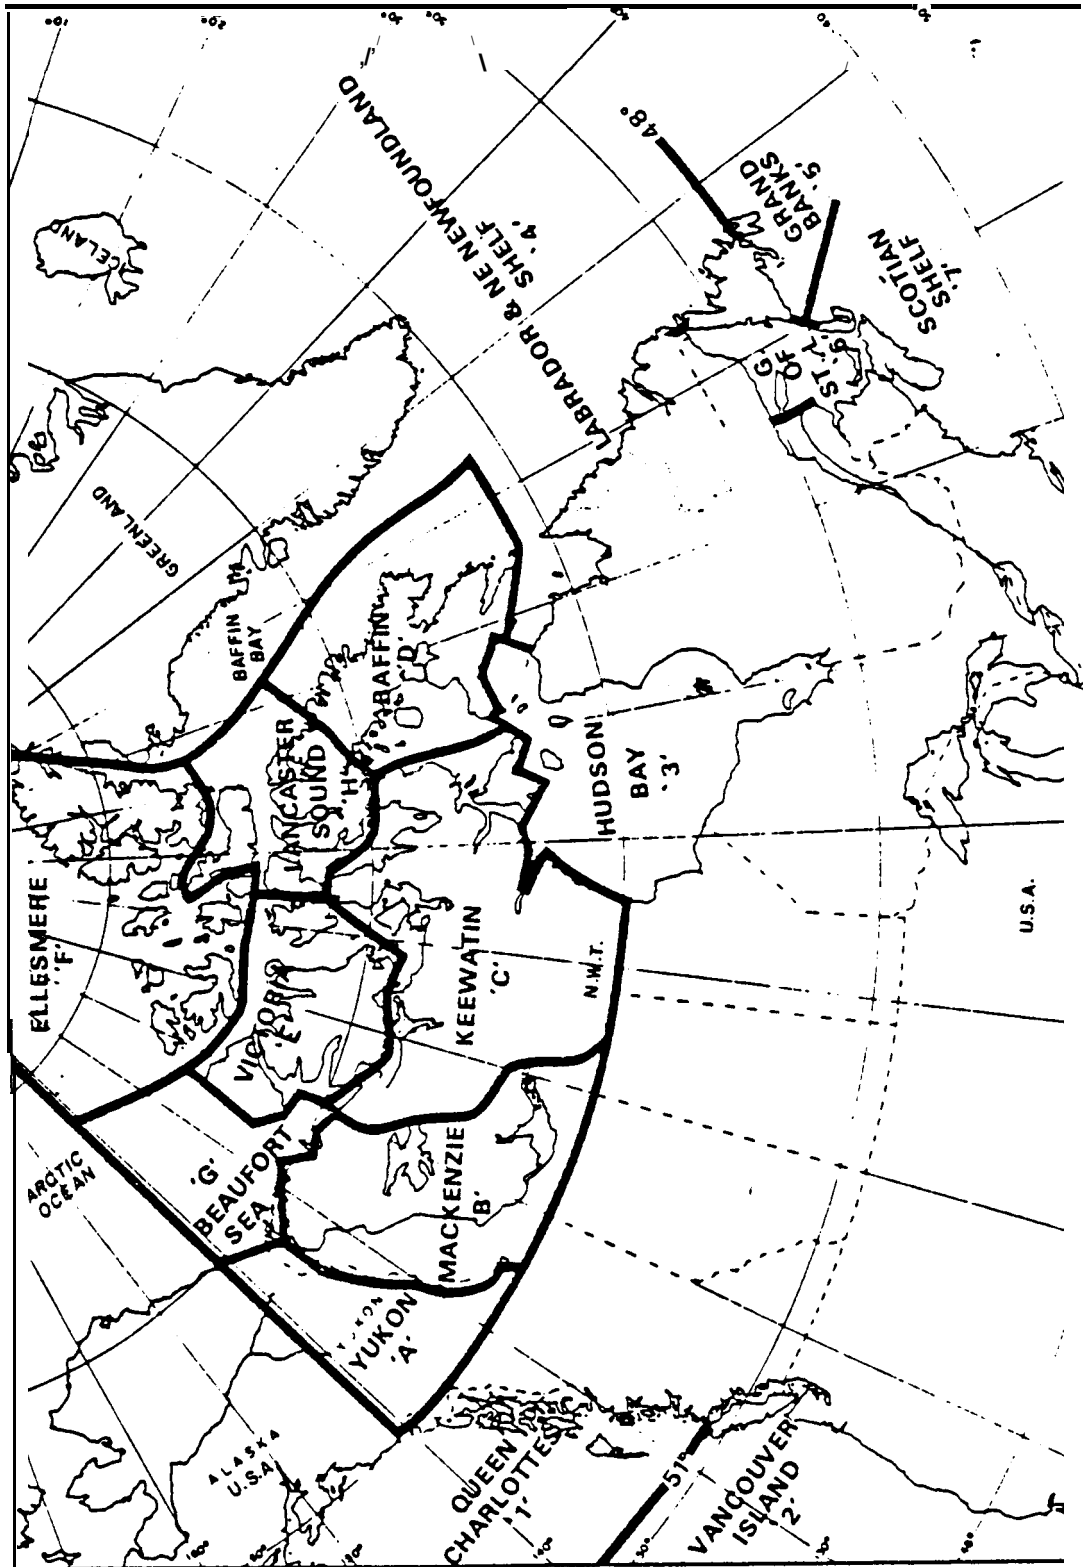 ICELAND
GREENLAND
BAFFIN
BAY
LABRADOR & NE NEWFOUNDLAND
SHELF
'4'
48°
GRAND
BANKS
'5'
SCOTIAN
SHELF
'7'
G
OF
ST. L
'6'
ELLESMERE
'F'
LANCASTER
SOUND
'H'
BAFFIN
'D'
HUDSON
BAY
'3'
VICTORIA
'E'
KEEWATIN
'C'
N.W.T.
U.S.A.
ARCTIC
OCEAN
'G'
BEAUFORT
SEA
MACKENZIE
'B'
YUKON
YUKON
'A'
ALASKA
U.S.A.
QUEEN
CHARLOTTES
'1'
51°
VANCOUVER
ISLAND
'2'